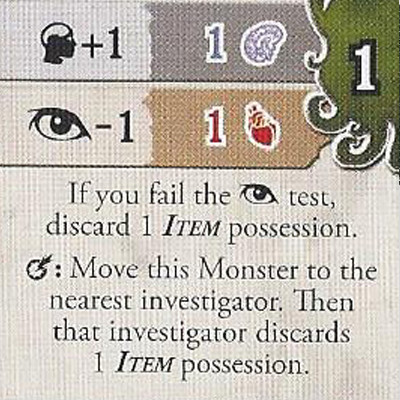 +1 1 1
-1 1
If you fail the test,
discard 1 ITEM possession.
: Move this Monster to the
nearest investigator. Then
that investigator discards
1 ITEM possession.